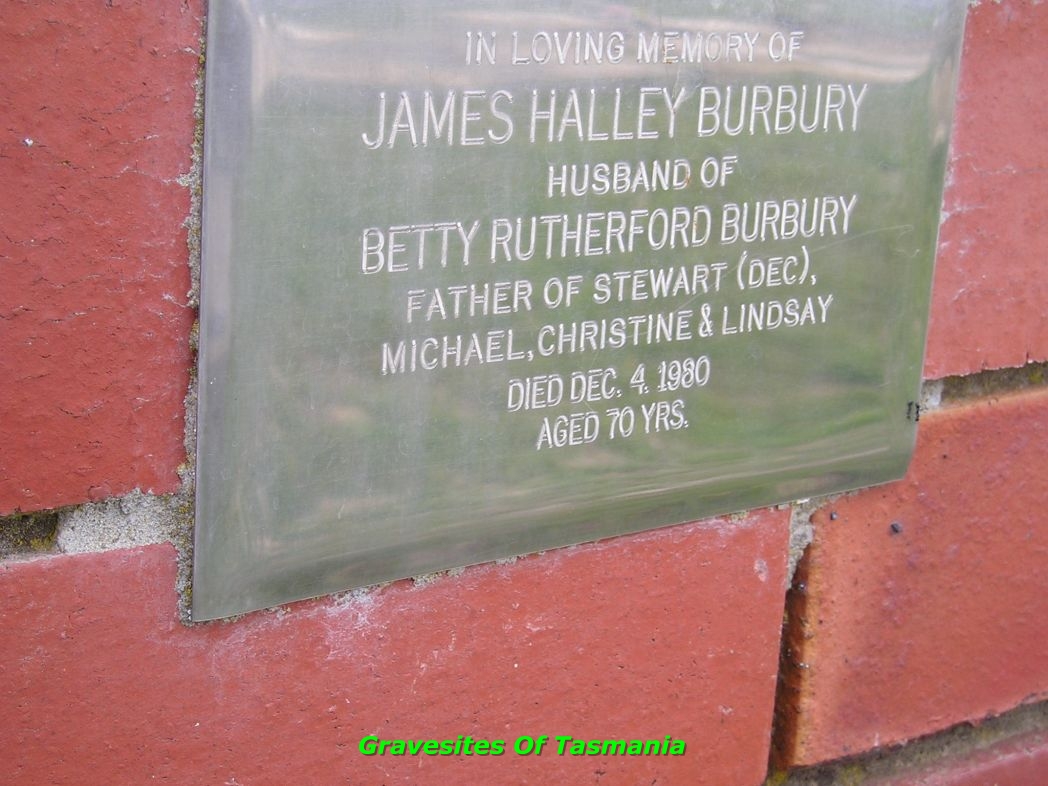 IN LOVING MEMORY OF
JAMES HALLEY BURBURY
HUSBAND OF
BETTY RUTHERFORD BURBURY
FATHER OF STEWART (DEC),
MICHAEL, CHRISTINE & LINDSAY
DIED DEC. 4. 1980
AGED 70 YRS.
Gravesites Of Tasmania